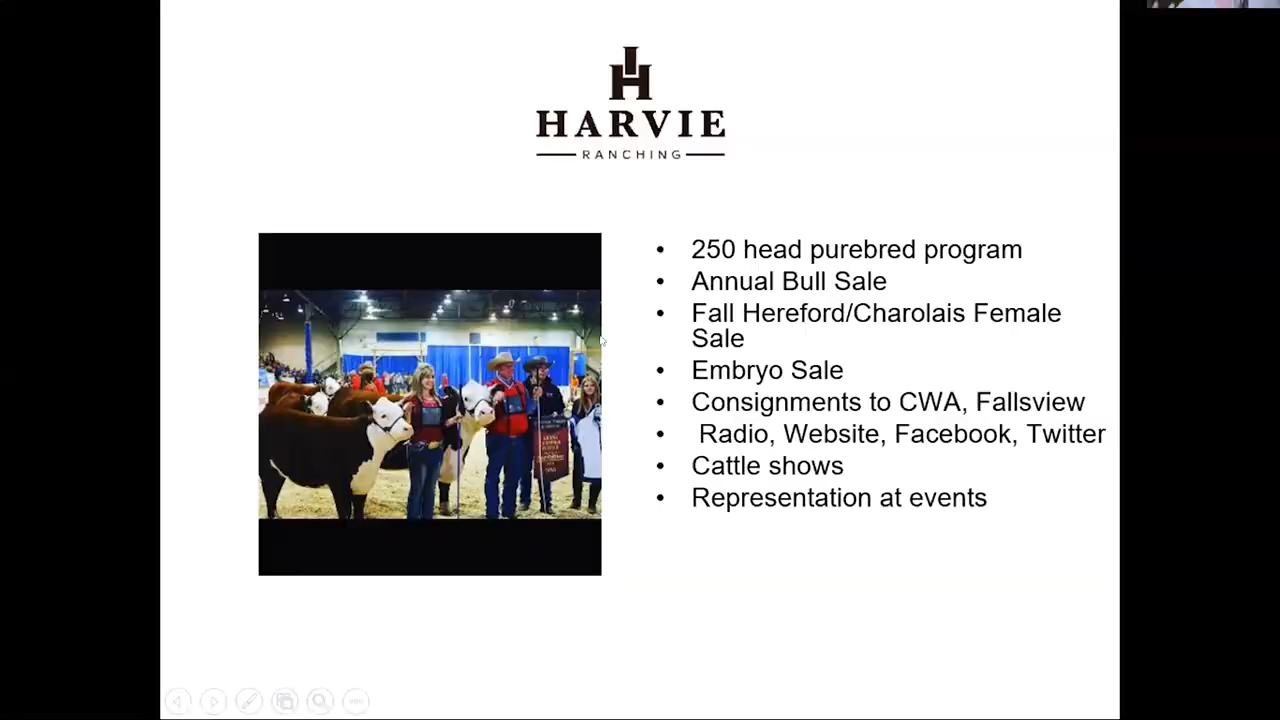 HARVIE
RANCHING
• 250 head purebred program
• Annual Bull Sale
• Fall Hereford/Charolais Female
Sale
• Embryo Sale
• Consignments to CWA, Fallsview
• Radio, Website, Facebook, Twitter
• Cattle shows
• Representation at events